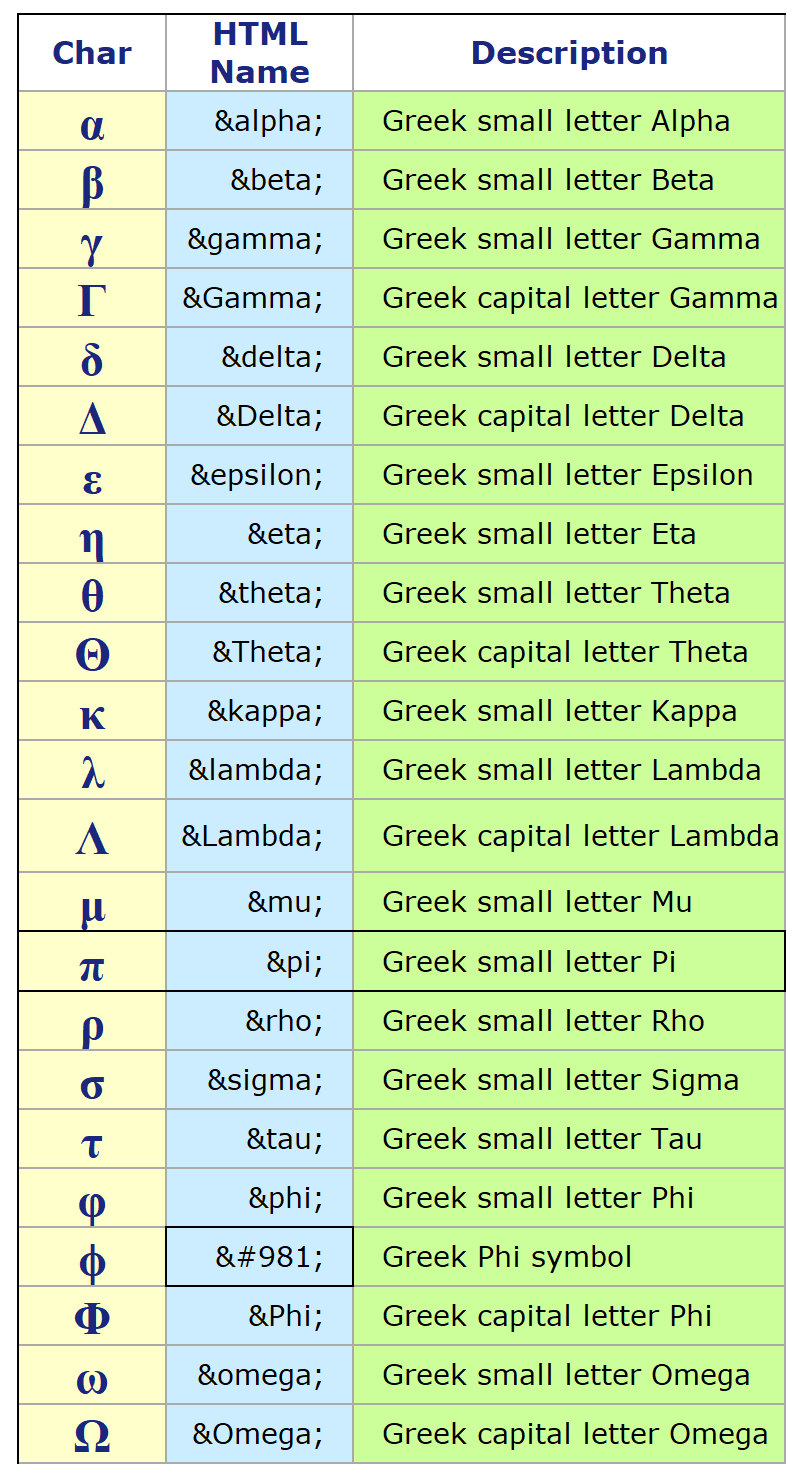 Char HTML Name Description
α &alpha; Greek small letter Alpha
β &beta; Greek small letter Beta
γ &gamma; Greek small letter Gamma
Γ &Gamma; Greek capital letter Gamma
δ &delta; Greek small letter Delta
Δ &Delta; Greek capital letter Delta
ε &epsilon; Greek small letter Epsilon
η &eta; Greek small letter Eta
θ &theta; Greek small letter Theta
Θ &Theta; Greek capital letter Theta
κ &kappa; Greek small letter Kappa
λ &lambda; Greek small letter Lambda
Λ &Lambda; Greek capital letter Lambda
μ &mu; Greek small letter Mu
π &pi; Greek small letter Pi
ρ &rho; Greek small letter Rho
σ &sigma; Greek small letter Sigma
τ &tau; Greek small letter Tau
φ &phi; Greek small letter Phi
ϕ &#981; Greek Phi symbol
Φ &Phi; Greek capital letter Phi
ω &omega; Greek small letter Omega
Ω &Omega; Greek capital letter Omega